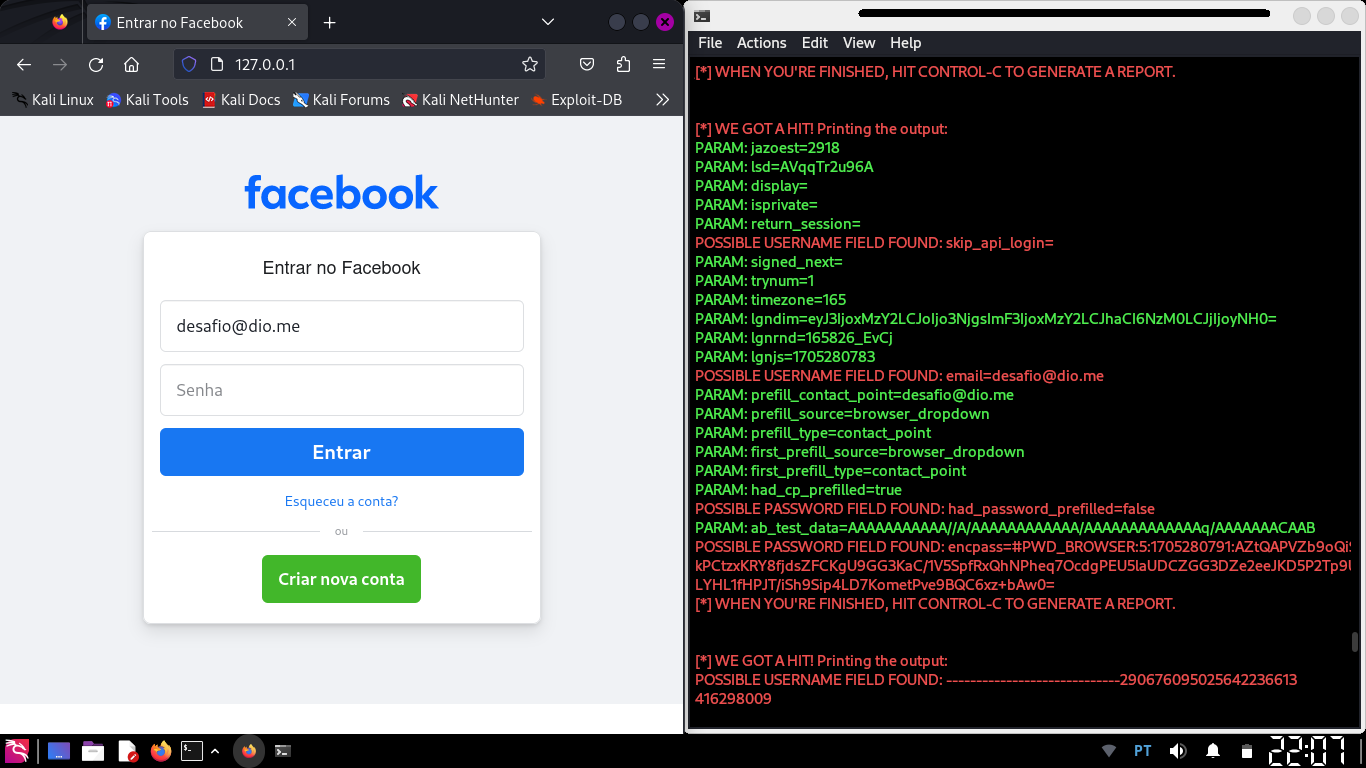 Entrar no Facebook
127.0.0.1
Kali Linux
Kali Tools
Kali Docs
Kali Forums
Kali NetHunter
Exploit-DB
facebook
Entrar no Facebook
desafio@dio.me
Senha
Entrar
Esqueceu a conta?
ou
Criar nova conta
File Actions Edit View Help
[*] WHEN YOU'RE FINISHED, HIT CONTROL-C TO GENERATE A REPORT.
[*] WE GOT A HIT! Printing the output:
PARAM: jazoest=2918
PARAM: lsd=AVqqTr2u96A
PARAM: display=
PARAM: isprivate=
PARAM: return_session=
POSSIBLE USERNAME FIELD FOUND: skip_api_login=
PARAM: signed_next=
PARAM: trynum=1
PARAM: timezone=165
PARAM: lgndim=eyJ3IjoxMzY2LCJoIjo3NjgsImF3IjoxMzY2LCJhaCI6NzM0LCJjIjoyNH0=
PARAM: lgnrnd=165826_EvCj
PARAM: lgnjs=1705280783
POSSIBLE USERNAME FIELD FOUND: email=desafio@dio.me
PARAM: prefill_contact_point=desafio@dio.me
PARAM: prefill_source=browser_dropdown
PARAM: prefill_type=contact_point
PARAM: first_prefill_source=browser_dropdown
PARAM: first_prefill_type=contact_point
PARAM: had_cp_prefilled=true
POSSIBLE PASSWORD FIELD FOUND: had_password_prefilled=false
PARAM: ab_test_data=AAAAAAAAAAA//A/AAAAAAAAAAAA/AAAAAAAAAAAAAq/AAAAAAACAAB
POSSIBLE PASSWORD FIELD FOUND: encpass=#PWD_BROWSER:5:1705280791:AZtQAPVZb9oQiS
kPCtzxKRY8fjdsZFCKgU9GG3KaC/1V5SpfRxQhNPheq7OcdgPEU5laUDCZGG3DZe2eeJKD5P2Tp9U
LYHL1fHPJT/iSh9Sip4LD7KometPve9BQC6xz+bAw0=
[*] WHEN YOU'RE FINISHED, HIT CONTROL-C TO GENERATE A REPORT.
[*] WE GOT A HIT! Printing the output:
POSSIBLE USERNAME FIELD FOUND: -----------------------------290676095025642236613
416298009
PT
22:07